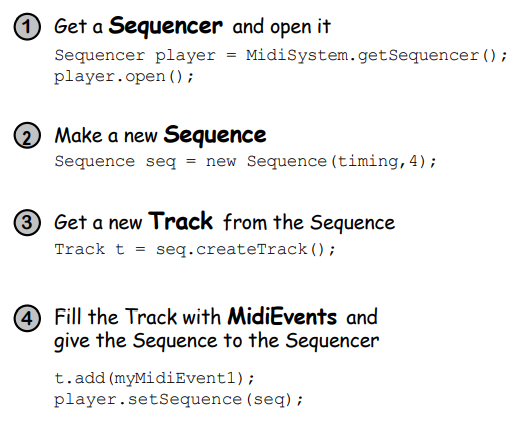 1 Get a Sequencer and open it
Sequencer player = MidiSystem.getSequencer();
player.open();
2 Make a new Sequence
Sequence seq = new Sequence(timing,4);
3 Get a new Track from the Sequence
Track t = seq.createTrack();
4 Fill the Track with MidiEvents and
give the Sequence to the Sequencer
t.add(myMidiEvent1);
player.setSequence(seq);